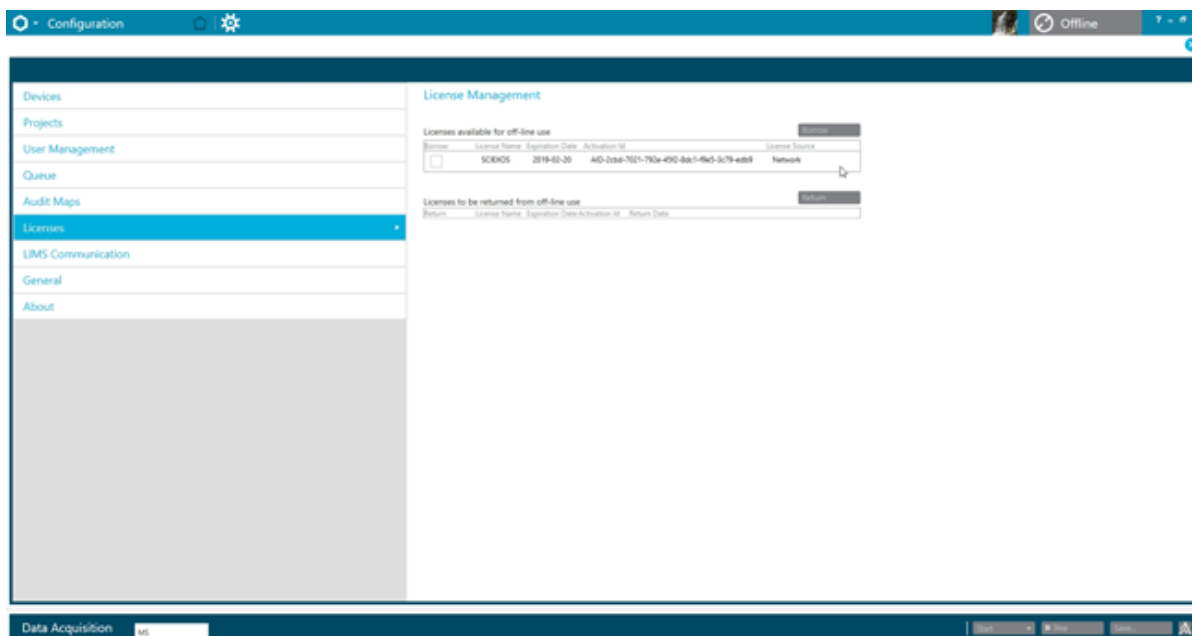 Configuration
Offline
? - 
Devices
Projects
User Management
Queue
Audit Maps
Licenses
LIMS Communication
General
About
License Management
Licenses available for off-line use
Borrow
Borrow License Name Expiration Date Activation Id License Source
SCIEXOS 2019-02-20 Network
Licenses to be returned from off-line use
Return
Return License Name Expiration Date Activation Id Return Date
Data Acquisition
MS
Start Stop Save...